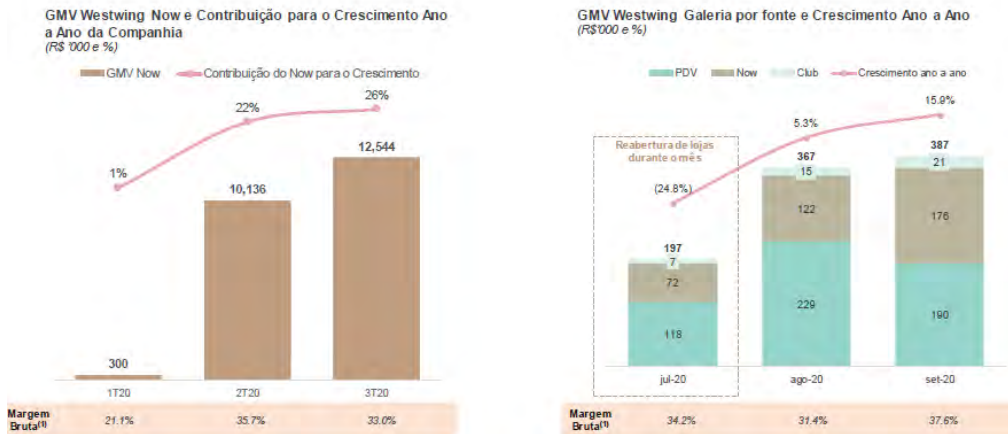 GMV Westwing Now e Contribuição para o Crescimento Ano
a Ano da Companhia
(R$ '000 e %)
GMV Now
Contribuição do Now para o Crescimento
1%
22%
26%
300
10,136
12,544
1T20
2T20
3T20
Margem
Bruta(1)
21.1%
35.7%
33.0%
GMV Westwing Galeria por fonte e Crescimento Ano a Ano
(R$'000 e %)
PDV
Now
Club
Crescimento ano a ano
Reabertura de lojas
durante o mês
(24.8%)
5.3%
15.9%
197
7
72
118
367
15
122
229
387
21
176
190
jul-20
ago-20
set-20
Margem
Bruta(1)
34.2%
31.4%
37.6%